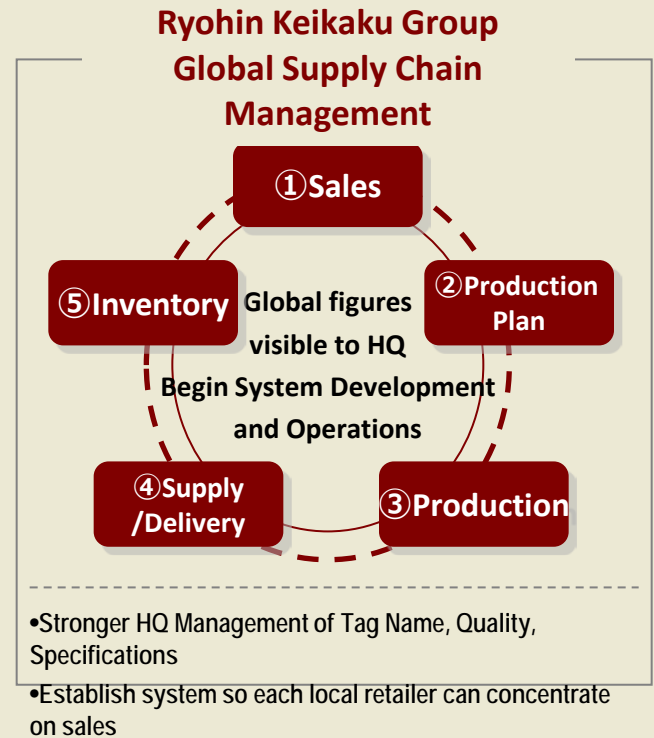 Ryohin Keikaku Group
Global Supply Chain
Management
①Sales
②Production
Plan
③Production
④Supply
/Delivery
⑤Inventory
Global figures
visible to HQ
Begin System Development
and Operations
•Stronger HQ Management of Tag Name, Quality,
Specifications
•Establish system so each local retailer can concentrate
on sales